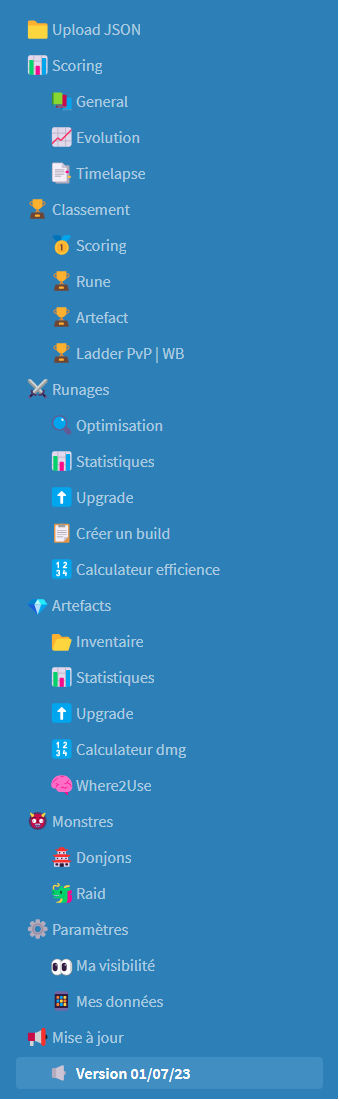 Upload JSON
Scoring
General
Evolution
Timelapse
Classement
Scoring
Rune
Artefact
Ladder PvP | WB
Runages
Optimisation
Statistiques
Upgrade
Créer un build
Calculateur efficience
Artefacts
Inventaire
Statistiques
Upgrade
Calculateur dmg
Where2Use
Monstres
Donjons
Raid
Paramètres
Ma visibilité
Mes données
Mise à jour
Version 01/07/23